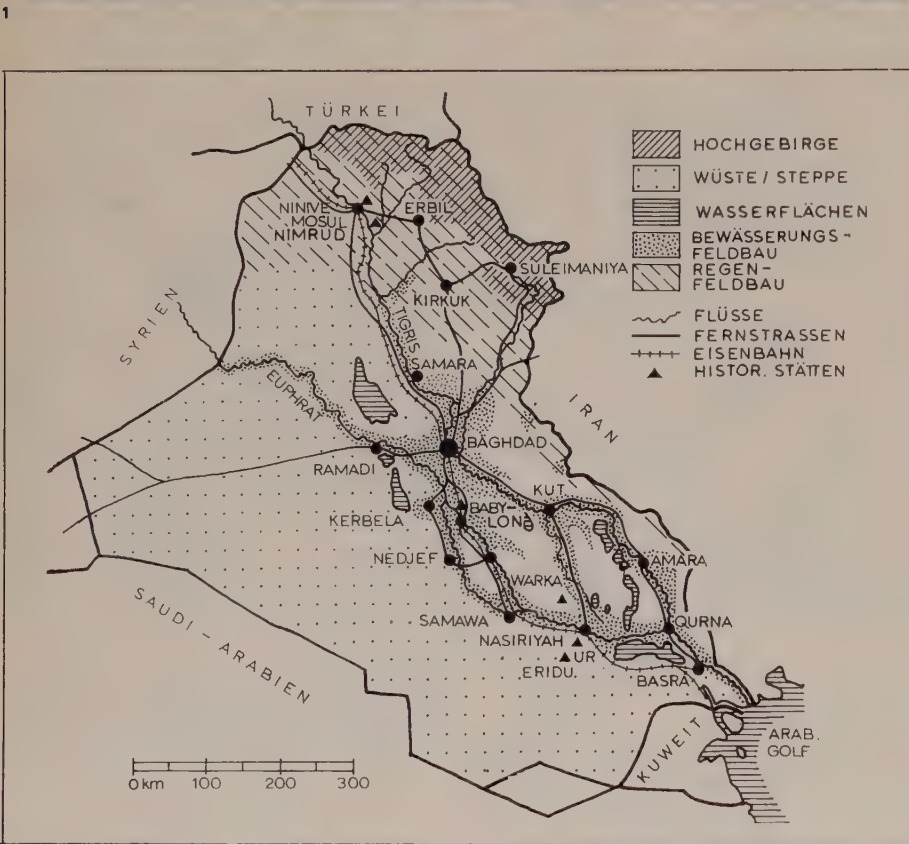 1
TÜRKEI
HOCHGEBIRGE
WÜSTE / STEPPE
WASSERFLÄCHEN
BEWÄSSERUNGS-
FELDBAU
REGEN-
FELDBAU
FLÜSSE
FERNSTRASSEN
EISENBAHN
HISTOR. STÄTTEN
NINIVE
MOSUL
NIMRUD
ERBIL
SULEIMANIYA
KIRKUK
SYRIEN
TIGRIS
SAMARA
EUPHRAT
IRAN
BAGHDAD
RAMADI
KUT
KERBELA
BABY-
LON
NEDJEF
AMARA
WARKA
SAMAWA
QURNA
NASIRIYAH
UR
ERIDU
BASRA
SAUDI-ARABIEN
KUWEIT
ARAB.
GOLF
0 km 100 200 300